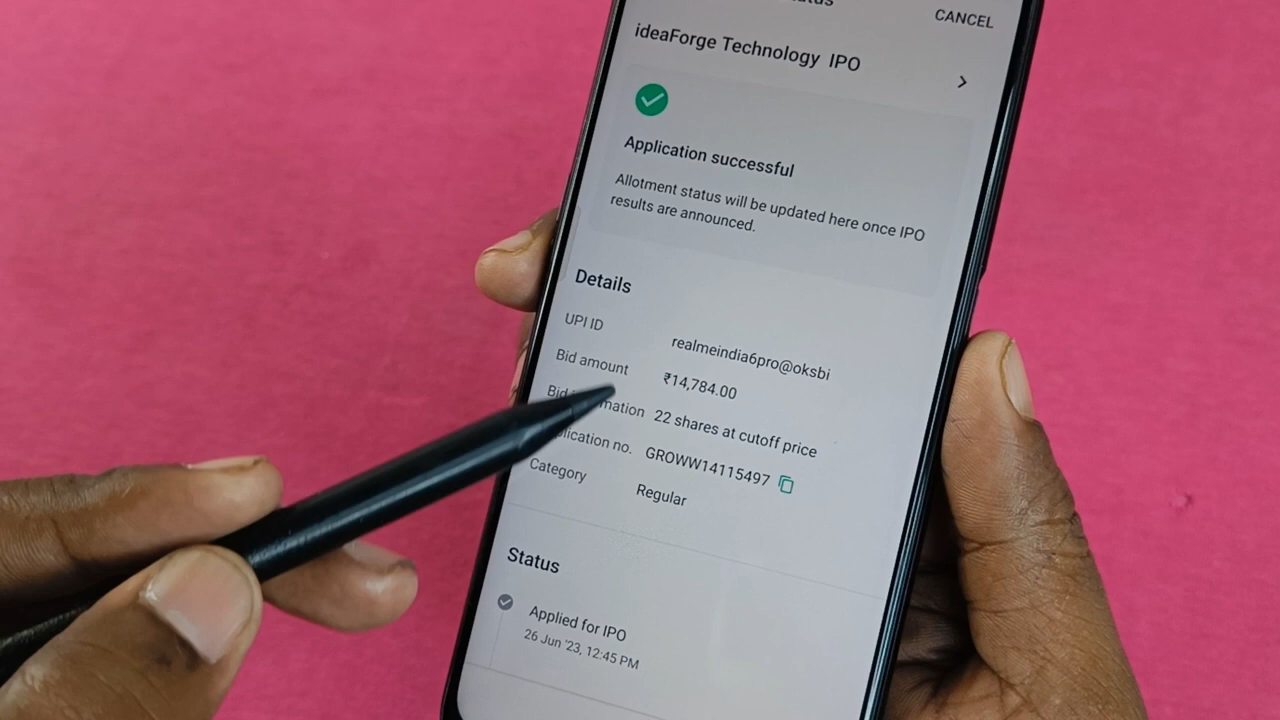 CANCEL
ideaForge Technology IPO
Application successful
Allotment status will be updated here once IPO
results are announced.
Details
UPI ID
realmeindia6pro@oksbi
Bid amount
₹14,784.00
Bid
22 shares at cutoff price
no.
GROWW14115497
Category
Regular
Status
Applied for IPO
26 Jun '23, 12:45 PM